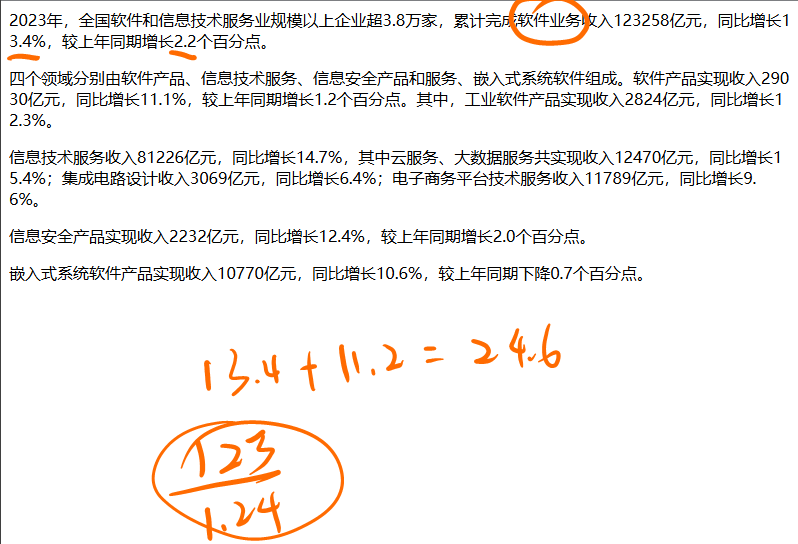 2023年，全国软件和信息技术服务业规模以上企业超3.8万家，累计完成软件业务收入123258亿元，同比增长1
3.4%，较上年同期增长2.2个百分点。
四个领域分别由软件产品、信息技术服务、信息安全产品和服务、嵌入式系统软件组成。软件产品实现收入290
30亿元，同比增长11.1%，较上年同期增长1.2个百分点。其中，工业软件产品实现收入2824亿元，同比增长1
2.3%。
信息技术服务收入81226亿元，同比增长14.7%，其中云服务、大数据服务共实现收入12470亿元，同比增长1
5.4%；集成电路设计收入3069亿元，同比增长6.4%；电子商务平台技术服务收入11789亿元，同比增长9.
6%。
信息安全产品实现收入2232亿元，同比增长12.4%，较上年同期增长2.0个百分点。
嵌入式系统软件产品实现收入10770亿元，同比增长10.6%，较上年同期下降0.7个百分点。
13.4+11.2=24.6
123
1.24